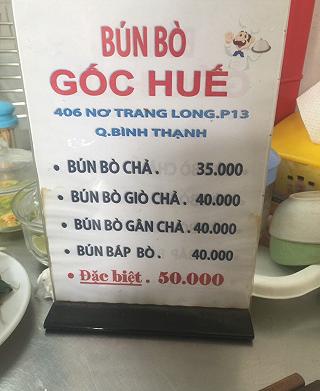 BÚN BÒ
GỐC HUẾ
406 NƠ TRANG LONG.P13
Q.BÌNH THẠNH
• BÚN BÒ CHẢ . 35.000
• BÚN BÒ GIÒ CHẢ . 40.000
• BÚN BÒ GÂN CHẢ . 40.000
• BÚN BẮP BÒ . 40.000
• Đặc biệt . 50.000